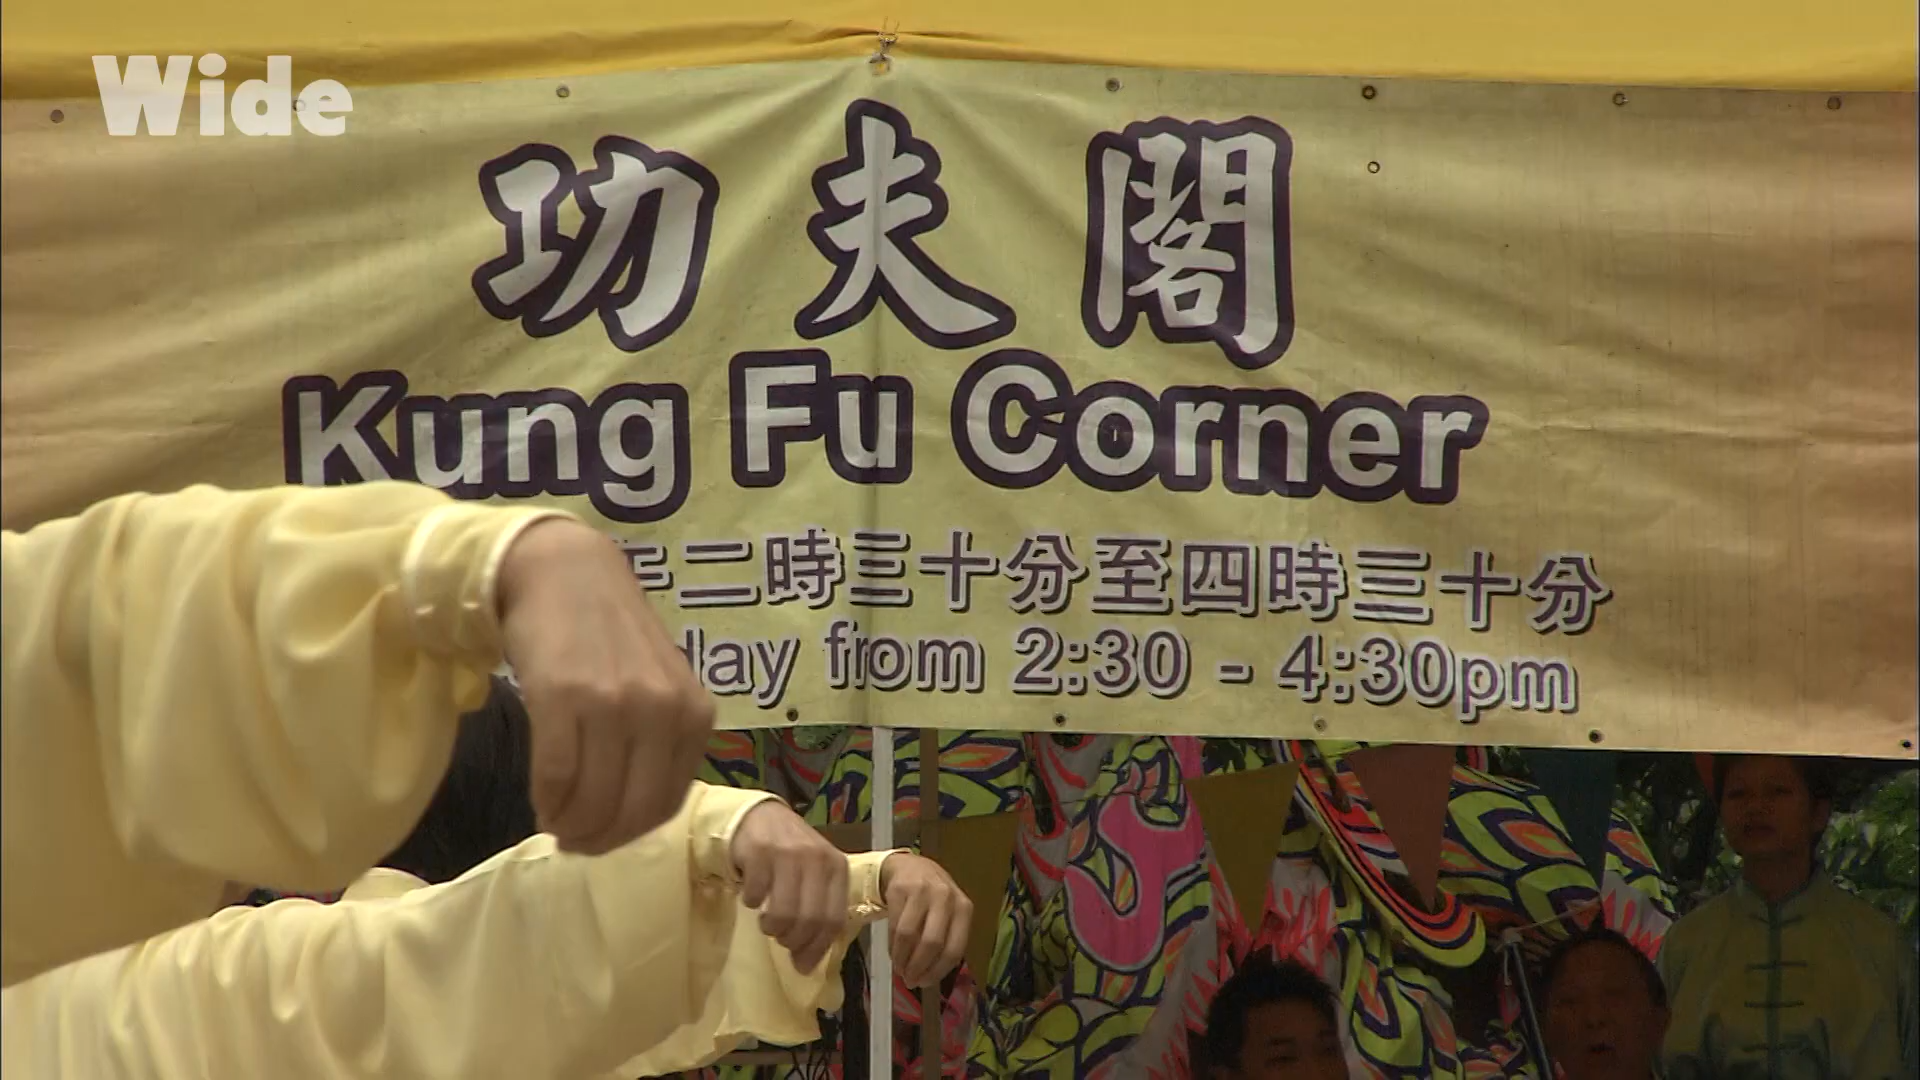 Wide
功夫閣
Kung Fu Corner
午二時三十分至四時三十分
from 2:30 - 4:30pm